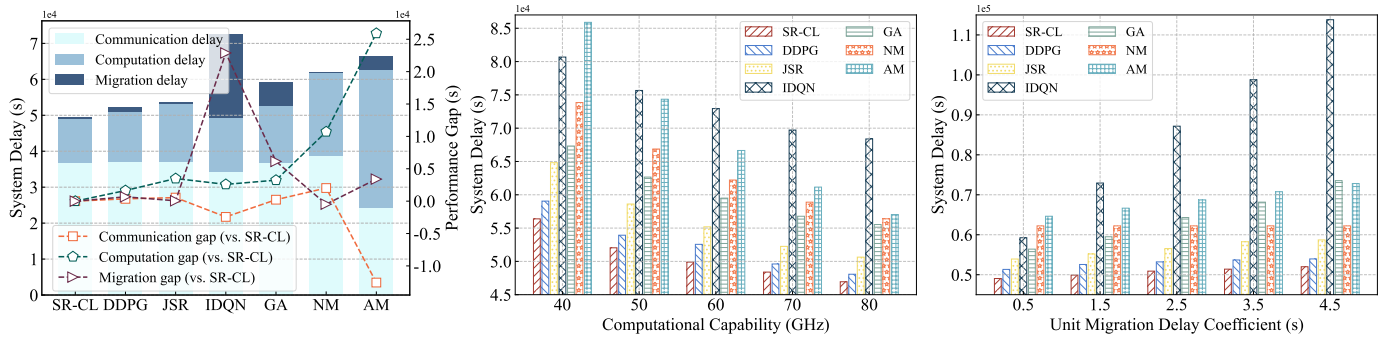 1e4
1e4
System Delay (s)
7
6
5
4
3
2
1
0
Communication delay
Computation delay
Migration delay
Communication gap (vs. SR-CL)
Computation gap (vs. SR-CL)
Migration gap (vs. SR-CL)
2.5
2.0
1.5
1.0
0.5
0.0
-0.5
-1.0
Performance Gap (s)
SR-CL DDPG JSR IDQN GA NM AM
1e4
System Delay (s)
8.5
8.0
7.5
7.0
6.5
6.0
5.5
5.0
4.5
SR-CL
DDPG
JSR
IDQN
GA
NM
AM
40 50 60 70 80
Computational Capability (GHz)
1e5
System Delay (s)
1.1
1.0
0.9
0.8
0.7
0.6
0.5
SR-CL
DDPG
JSR
IDQN
GA
NM
AM
0.5 1.5 2.5 3.5 4.5
Unit Migration Delay Coefficient (s)